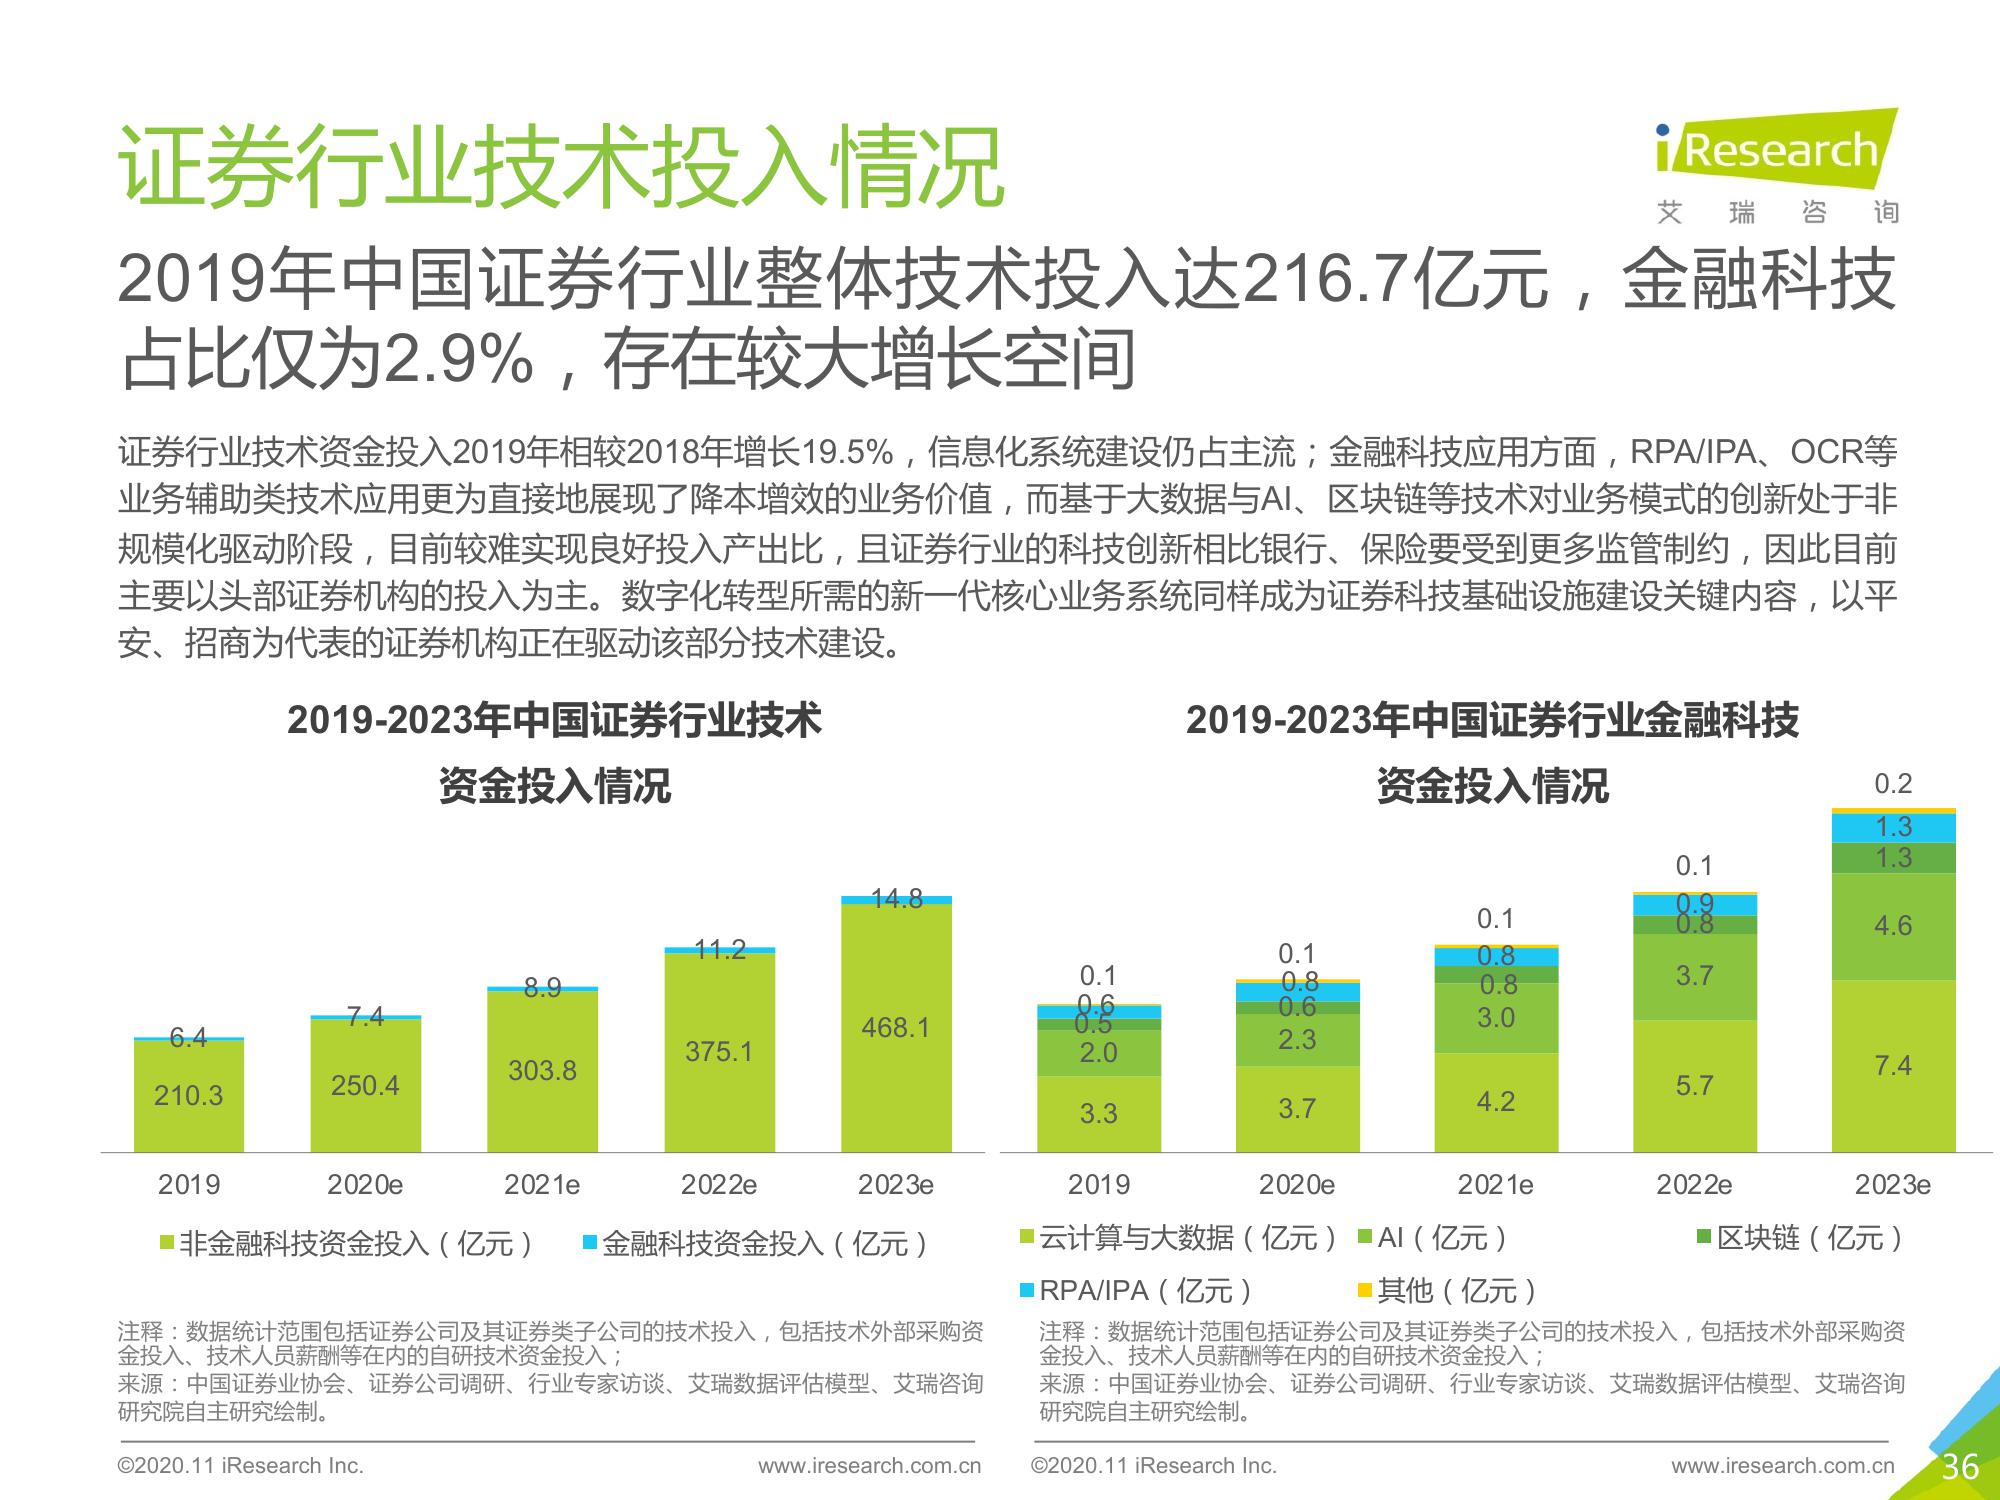 证券行业技术投入情况
iResearch
艾瑞咨询
2019年中国证券行业整体技术投入达216.7亿元，金融科技
占比仅为2.9%，存在较大增长空间
证券行业技术资金投入2019年相较2018年增长19.5%，信息化系统建设仍占主流；金融科技应用方面，RPA/IPA、OCR等
业务辅助类技术应用更为直接地展现了降本增效的业务价值，而基于大数据与AI、区块链等技术对业务模式的创新处于非
规模化驱动阶段，目前较难实现良好投入产出比，且证券行业的科技创新相比银行、保险要受到更多监管制约，因此目前
主要以头部证券机构的投入为主。数字化转型所需的新一代核心业务系统同样成为证券科技基础设施建设关键内容，以平
安、招商为代表的证券机构正在驱动该部分技术建设。
2019-2023年中国证券行业技术
资金投入情况
14.8
11.2
8.9
7.4
6.4
468.1
375.1
303.8
250.4
210.3
2019 2020e 2021e 2022e 2023e
非金融科技资金投入（亿元） 金融科技资金投入（亿元）
注释：数据统计范围包括证券公司及其证券类子公司的技术投入，包括技术外部采购资
金投入、技术人员薪酬等在内的自研技术资金投入；
来源：中国证券业协会、证券公司调研、行业专家访谈、艾瑞数据评估模型、艾瑞咨询
研究院自主研究绘制。
©2020.11 iResearch Inc. www.iresearch.com.cn
2019-2023年中国证券行业金融科技
资金投入情况
0.1 0.1 0.1 0.1 0.2
0.6 0.8 0.8 0.9 1.3
0.5 0.6 0.8 0.8 1.3
2.0 2.3 3.0 3.7 4.6
3.3 3.7 4.2 5.7 7.4
2019 2020e 2021e 2022e 2023e
云计算与大数据（亿元） AI（亿元） 区块链（亿元）
RPA/IPA（亿元） 其他（亿元）
注释：数据统计范围包括证券公司及其证券类子公司的技术投入，包括技术外部采购资
金投入、技术人员薪酬等在内的自研技术资金投入；
来源：中国证券业协会、证券公司调研、行业专家访谈、艾瑞数据评估模型、艾瑞咨询
研究院自主研究绘制。
©2020.11 iResearch Inc. www.iresearch.com.cn
36